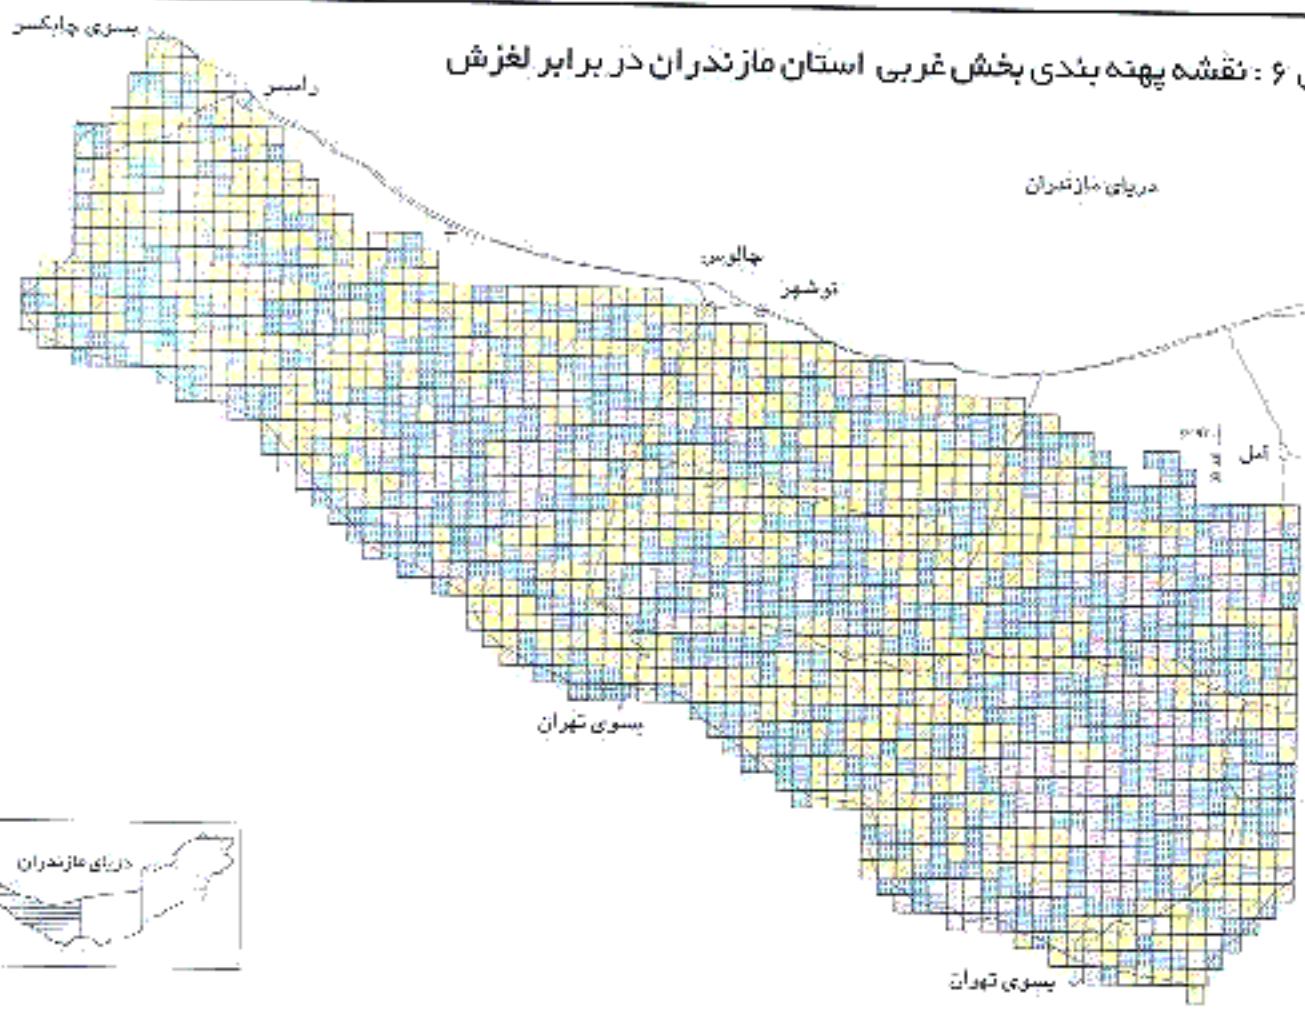 بسوی چابکسر
۶ : نقشه پهنه بندی بخش غربی استان مازندران در برابر لغزش
رامسر
دریای مازندران
چالوس
نوشهر
آمل
بسوی تهران
دریای مازندران
بسوی تهران